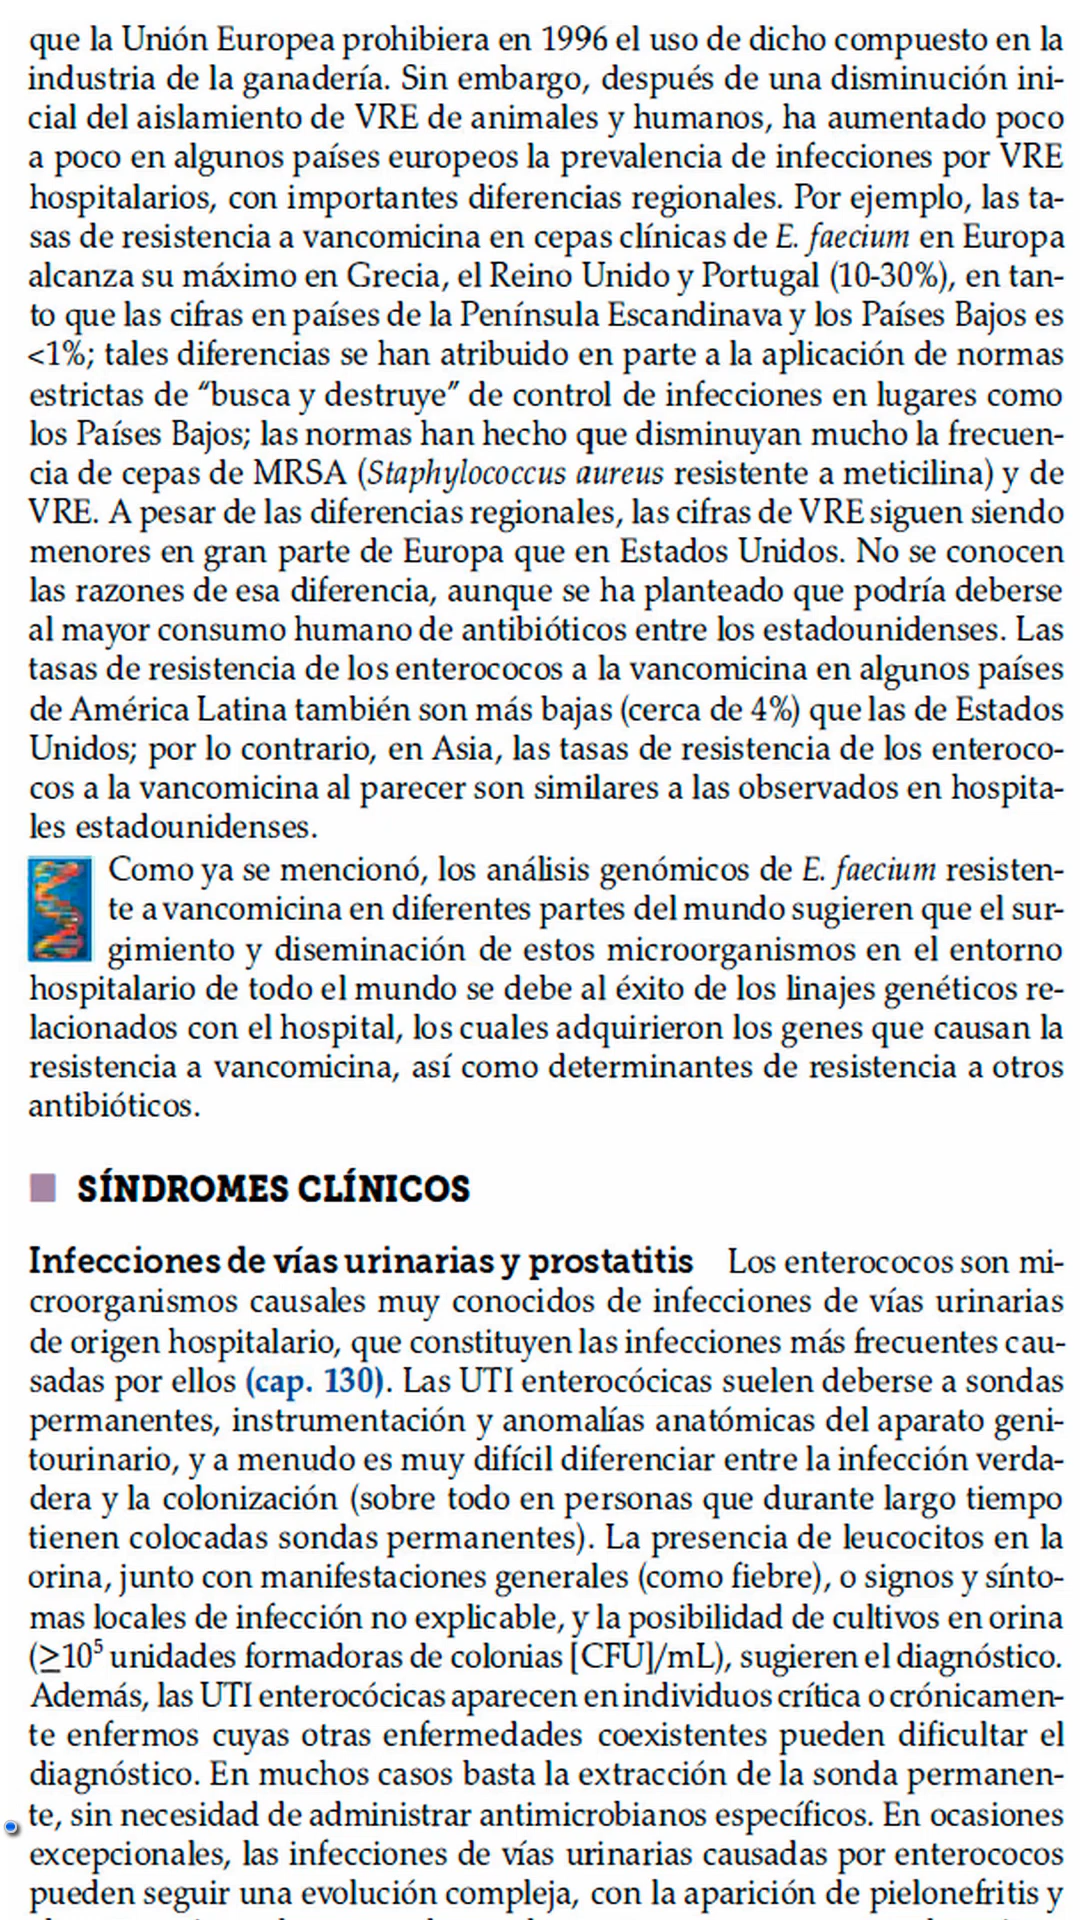 que la Unión Europea prohibiera en 1996 el uso de dicho compuesto en la
industria de la ganadería. Sin embargo, después de una disminución ini-
cial del aislamiento de VRE de animales y humanos, ha aumentado poco
a poco en algunos países europeos la prevalencia de infecciones por VRE
hospitalarios, con importantes diferencias regionales. Por ejemplo, las ta-
sas de resistencia a vancomicina en cepas clínicas de E. faecium en Europa
alcanza su máximo en Grecia, el Reino Unido y Portugal (10-30%), en tan-
to que las cifras en países de la Península Escandinava y los Países Bajos es
<1%; tales diferencias se han atribuido en parte a la aplicación de normas
estrictas de “busca y destruye” de control de infecciones en lugares como
los Países Bajos; las normas han hecho que disminuyan mucho la frecuen-
cia de cepas de MRSA (Staphylococcus aureus resistente a meticilina) y de
VRE. A pesar de las diferencias regionales, las cifras de VRE siguen siendo
menores en gran parte de Europa que en Estados Unidos. No se conocen
las razones de esa diferencia, aunque se ha planteado que podría deberse
al mayor consumo humano de antibióticos entre los estadounidenses. Las
tasas de resistencia de los enterococos a la vancomicina en algunos países
de América Latina también son más bajas (cerca de 4%) que las de Estados
Unidos; por lo contrario, en Asia, las tasas de resistencia de los enteroco-
cos a la vancomicina al parecer son similares a las observados en hospita-
les estadounidenses.
Como ya se mencionó, los análisis genómicos de E. faecium resisten-
te a vancomicina en diferentes partes del mundo sugieren que el sur-
gimiento y diseminación de estos microorganismos en el entorno
hospitalario de todo el mundo se debe al éxito de los linajes genéticos re-
lacionados con el hospital, los cuales adquirieron los genes que causan la
resistencia a vancomicina, así como determinantes de resistencia a otros
antibióticos.
SÍNDROMES CLÍNICOS
Infecciones de vías urinarias y prostatitis Los enterococos son mi-
croorganismos causales muy conocidos de infecciones de vías urinarias
de origen hospitalario, que constituyen las infecciones más frecuentes cau-
sadas por ellos (cap. 130). Las UTI enterocócicas suelen deberse a sondas
permanentes, instrumentación y anomalías anatómicas del aparato geni-
tourinario, y a menudo es muy difícil diferenciar entre la infección verda-
dera y la colonización (sobre todo en personas que durante largo tiempo
tienen colocadas sondas permanentes). La presencia de leucocitos en la
orina, junto con manifestaciones generales (como fiebre), o signos y sínto-
mas locales de infección no explicable, y la posibilidad de cultivos en orina
(≥10⁵ unidades formadoras de colonias [CFU]/mL), sugieren el diagnóstico.
Además, las UTI enterocócicas aparecen en individuos crítica o crónicamen-
te enfermos cuyas otras enfermedades coexistentes pueden dificultar el
diagnóstico. En muchos casos basta la extracción de la sonda permanen-
te, sin necesidad de administrar antimicrobianos específicos. En ocasiones
excepcionales, las infecciones de vías urinarias causadas por enterococos
pueden seguir una evolución compleja, con la aparición de pielonefritis y